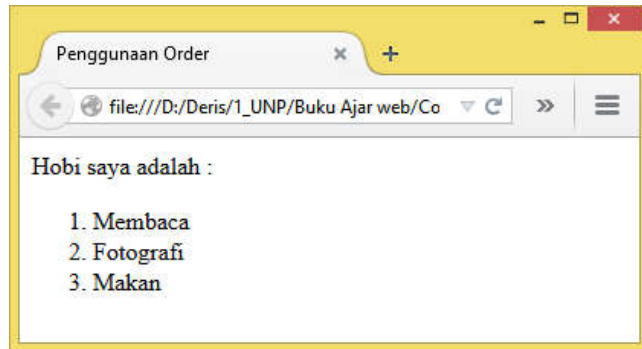 Penggunaan Order
file:///D:/Deris/1_UNP/Buku Ajar web/Co
Hobi saya adalah :
1. Membaca
2. Fotografi
3. Makan